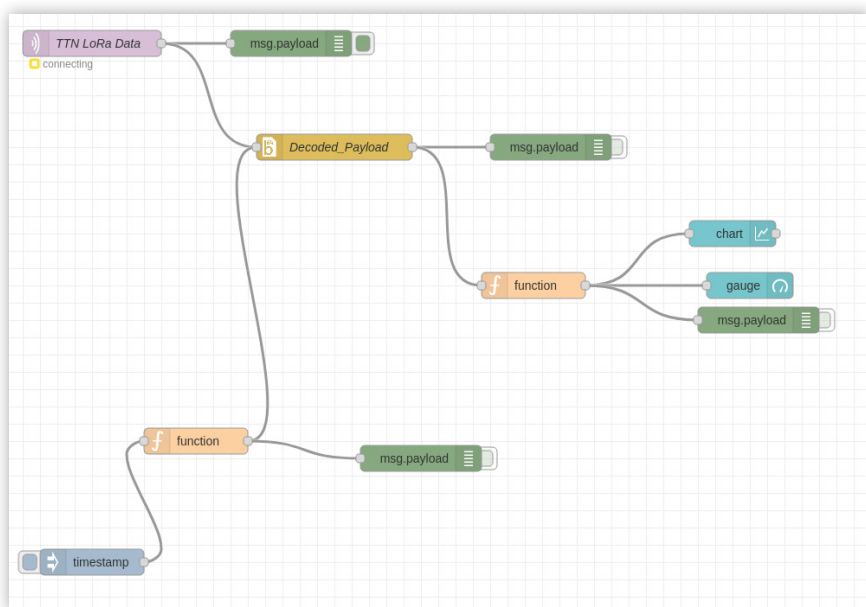 TTN LoRa Data
msg.payload
connecting
Decoded_Payload
msg.payload
chart
function
gauge
msg.payload
function
msg.payload
timestamp